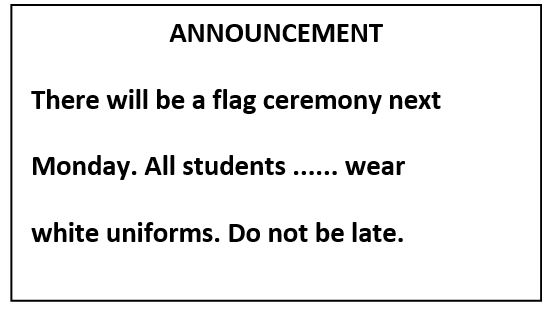 ANNOUNCEMENT
There will be a flag ceremony next
Monday. All students ...... wear
white uniforms. Do not be late.